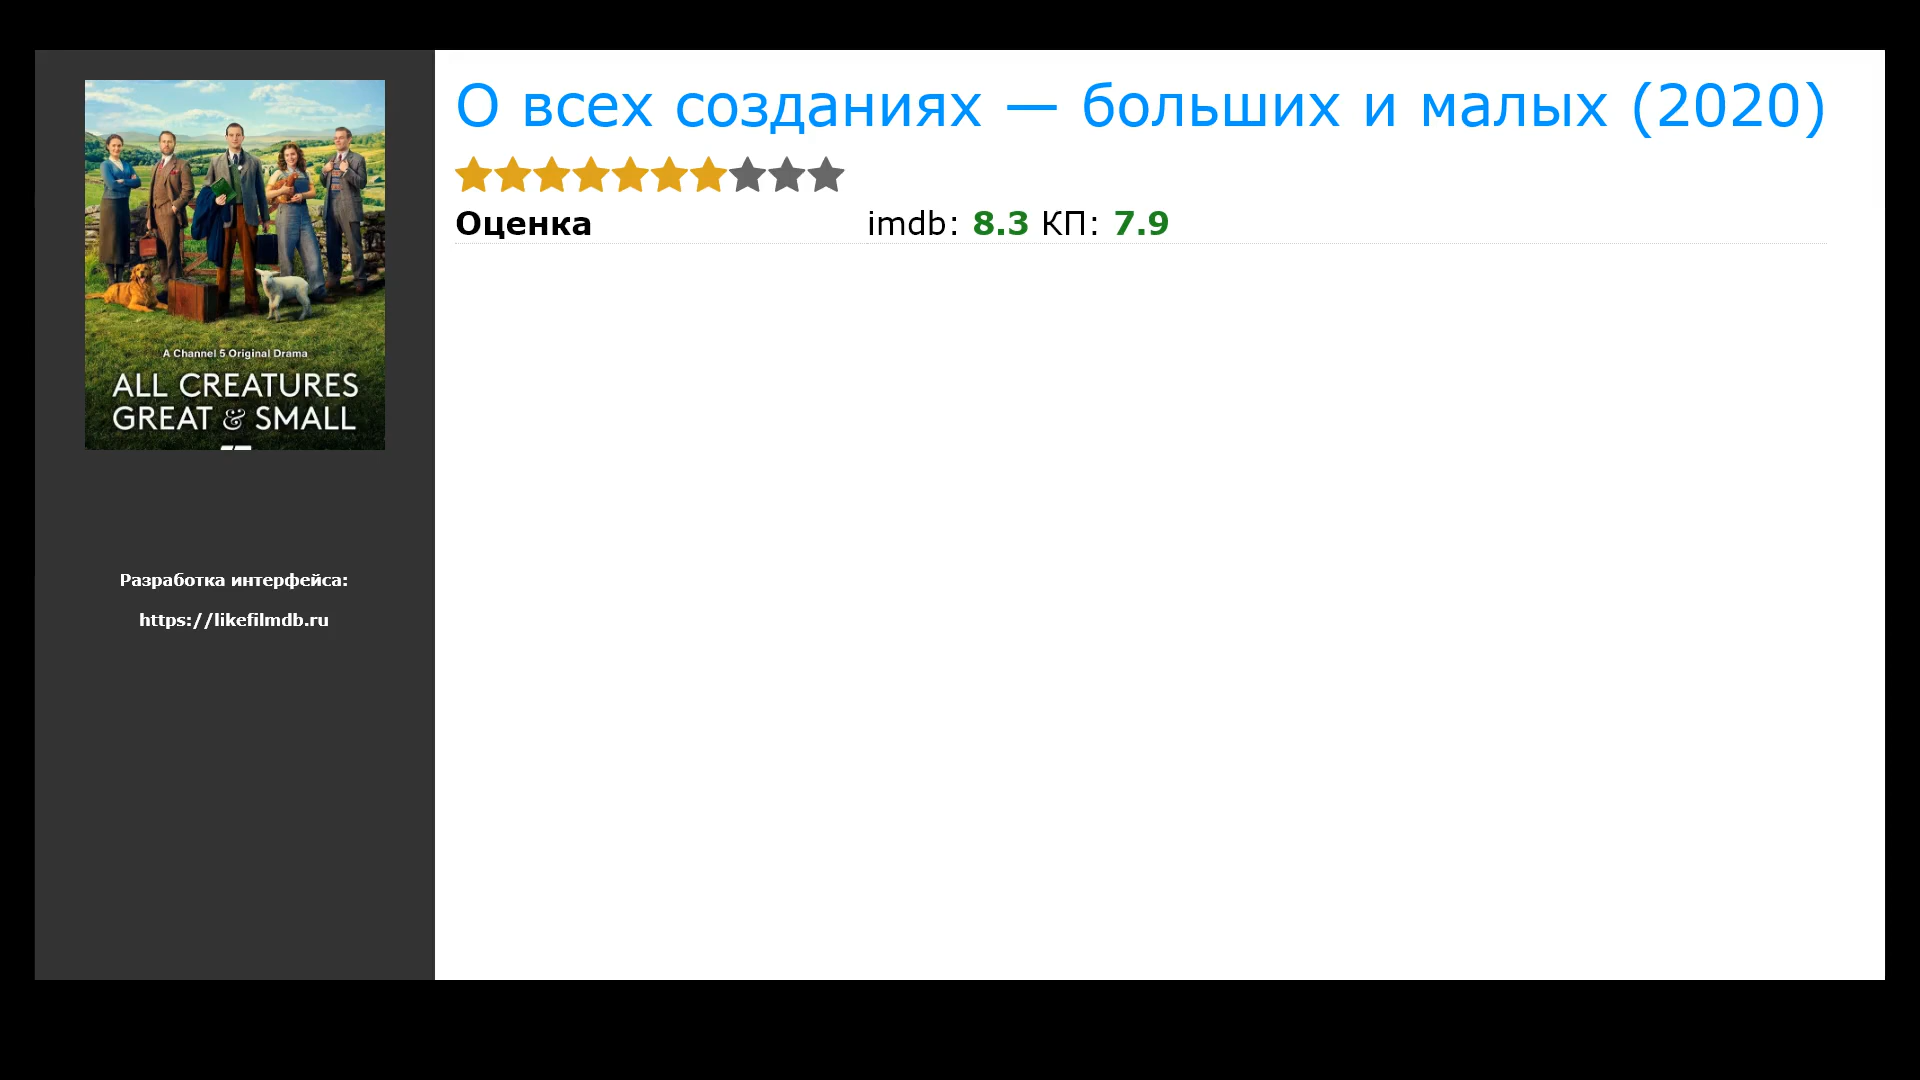 О всех созданиях — больших и малых (2020)
Оценка imdb: 8.3 КП: 7.9
A Channel 5 Original Drama
ALL CREATURES
GREAT & SMALL
Разработка интерфейса:
https://likefilmdb.ru